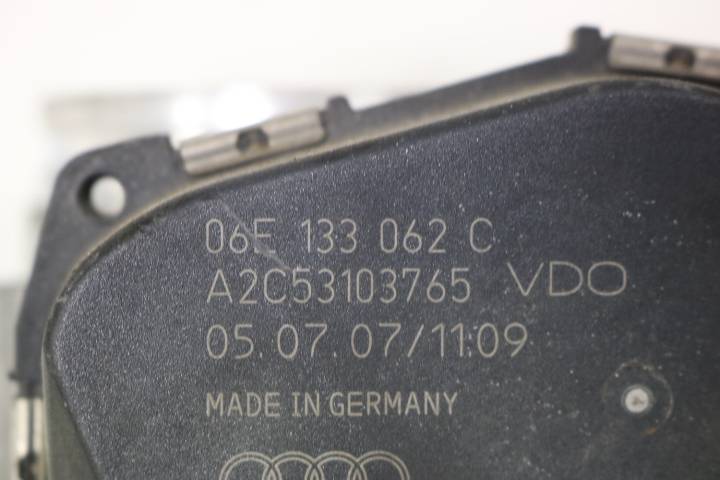 06E 133 062 C
A2C53103765 VDO
05.07.07/11:09
MADE IN GERMANY